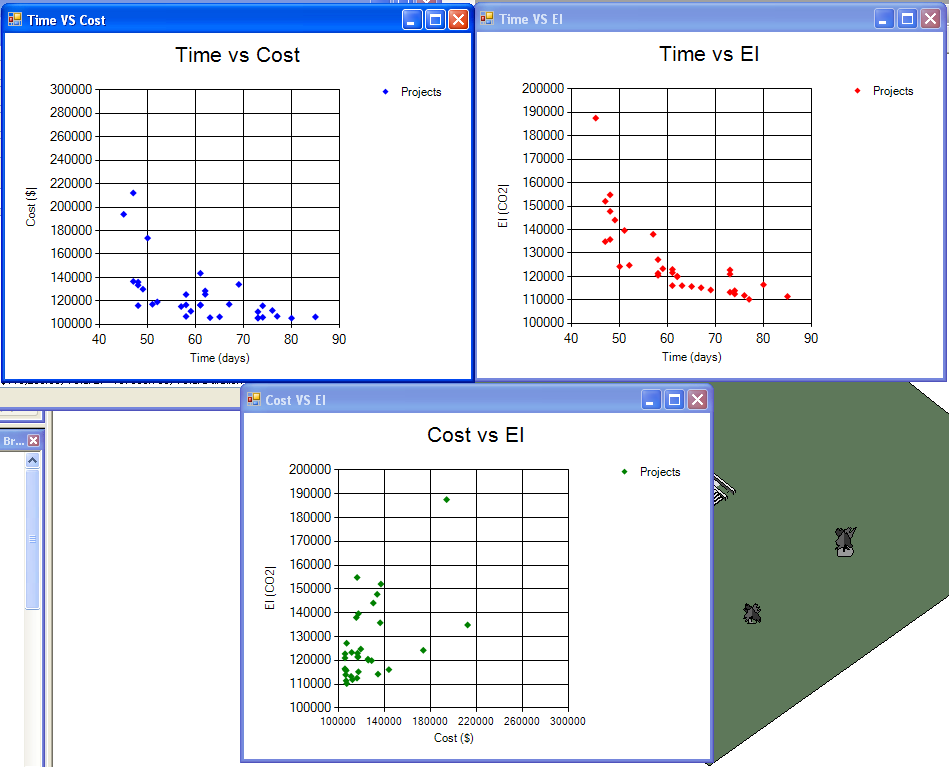 Time VS Cost
Time vs Cost
Projects
300000
280000
260000
240000
220000
200000
180000
160000
140000
120000
100000
Cost ($|
40 50 60 70 80 90
Time (days)
Time VS EI
Time vs EI
Projects
200000
190000
180000
170000
160000
150000
140000
130000
120000
110000
100000
EI (CO2|
40 50 60 70 80 90
Time (days)
Br...
Cost VS EI
Cost vs EI
Projects
200000
190000
180000
170000
160000
150000
140000
130000
120000
110000
100000
EI (CO2|
100000 140000 180000 220000 260000 300000
Cost ($)